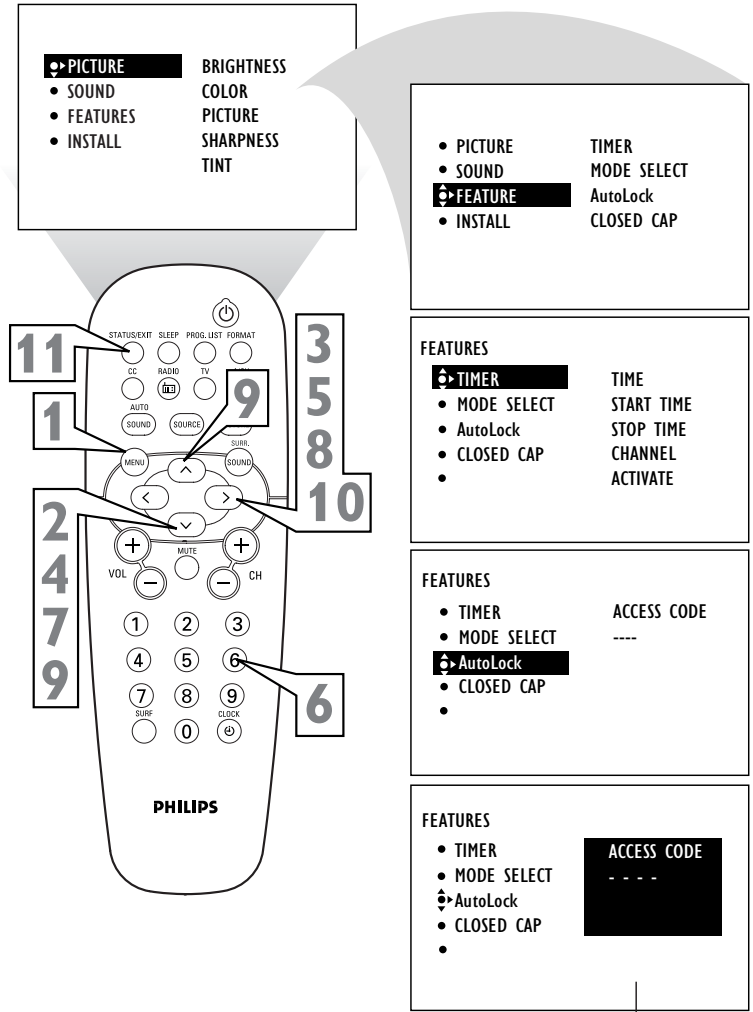 PICTURE BRIGHTNESS
SOUND COLOR
FEATURES PICTURE
INSTALL SHARPNESS
TINT
PICTURE TIMER
SOUND MODE SELECT
FEATURE AutoLock
INSTALL CLOSED CAP
FEATURES
TIMER TIME
MODE SELECT START TIME
AutoLock STOP TIME
CLOSED CAP CHANNEL
ACTIVATE
FEATURES
TIMER ACCESS CODE
MODE SELECT ----
AutoLock
CLOSED CAP
FEATURES
TIMER ACCESS CODE
MODE SELECT - - - -
AutoLock
CLOSED CAP
STATUS/EXIT SLEEP PROG. LIST FORMAT
CC RADIO TV
AUTO
SOUND SOURCE
SURR.
MENU SOUND
MUTE
VOL CH
1 2 3
4 5 6
7 8 9
SURF CLOCK
0
PHILIPS
11
1
2
4
7
9
9
3
5
8
10
6